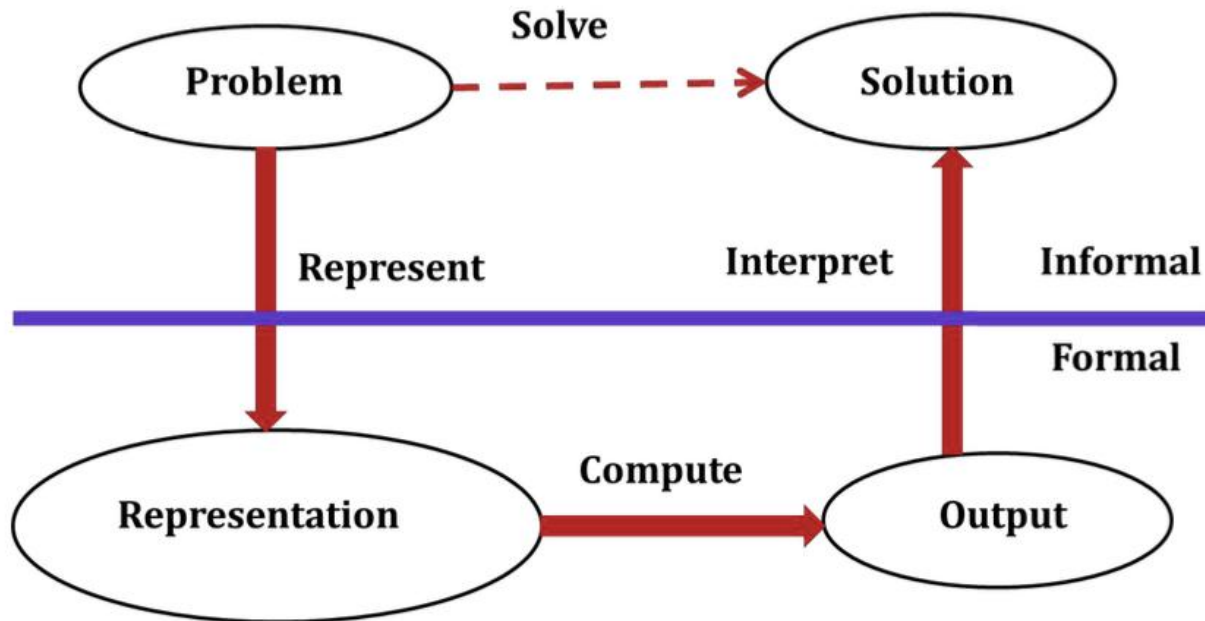 Solve
Problem
Solution
Represent
Interpret
Informal
Formal
Compute
Representation
Output